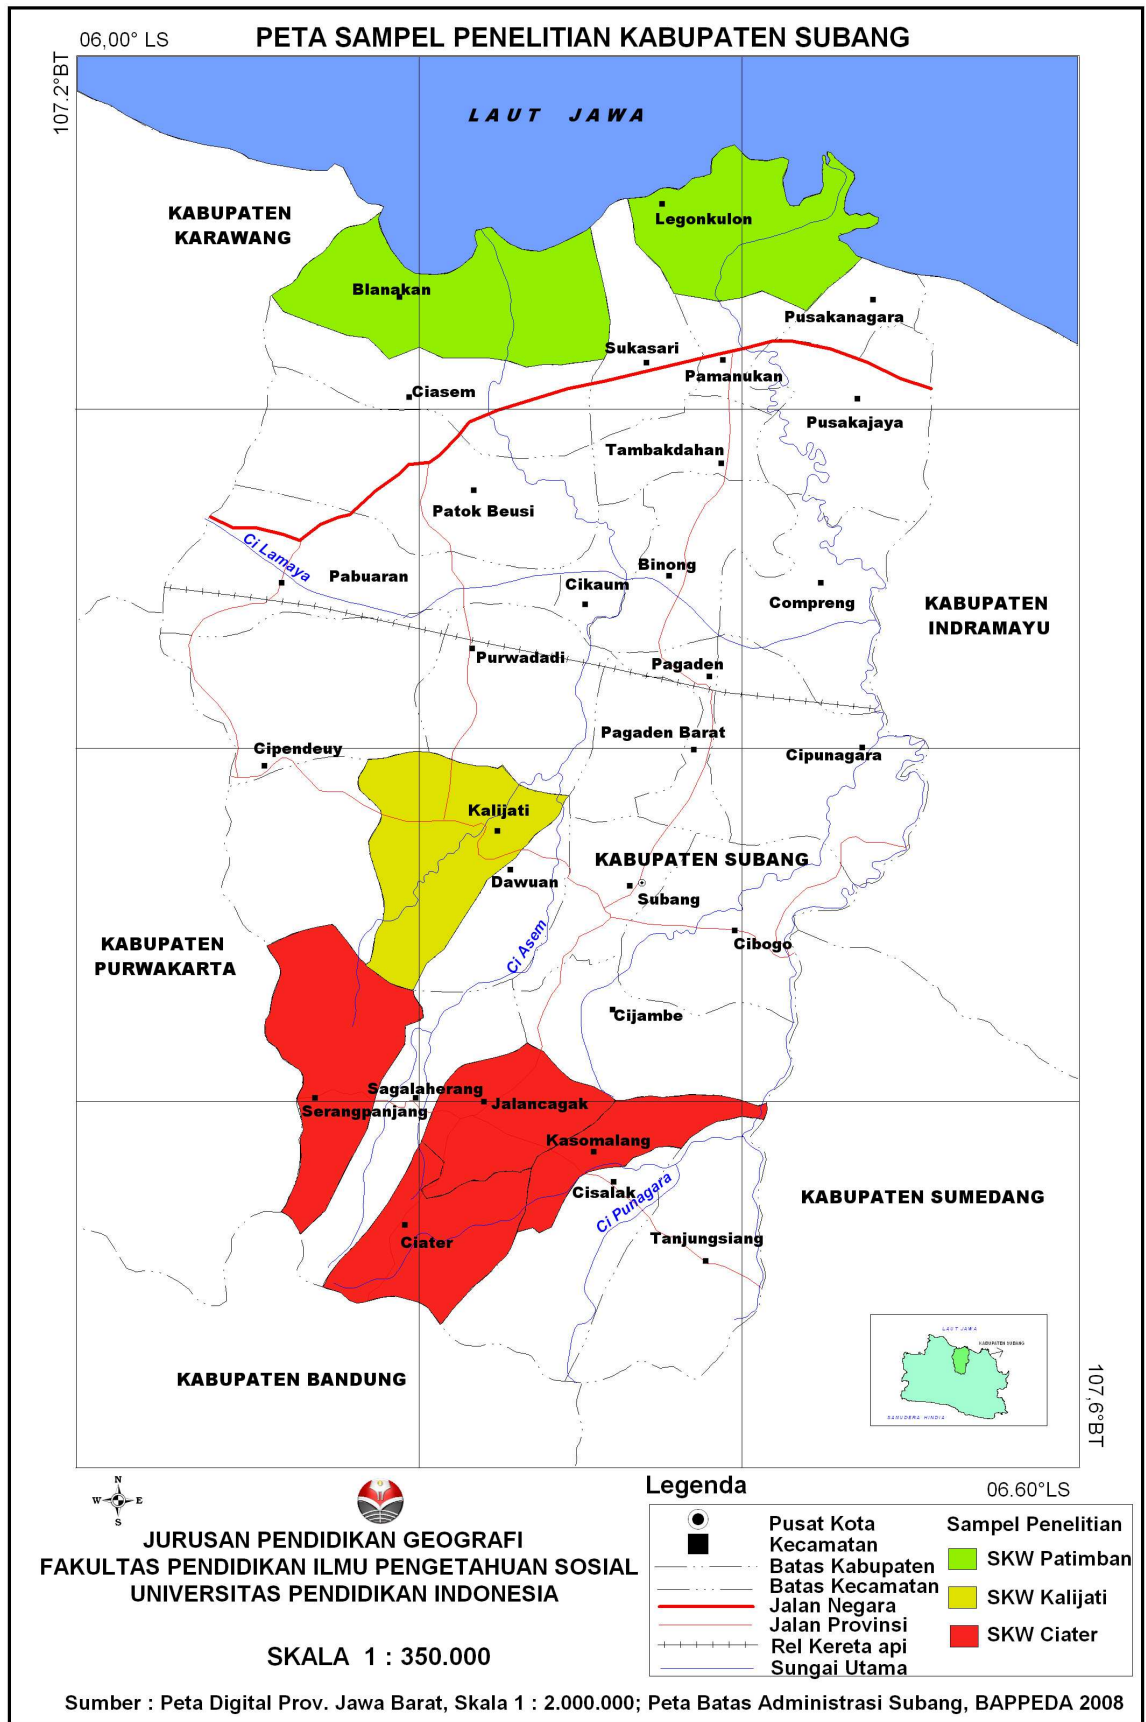 06,00° LS
PETA SAMPEL PENELITIAN KABUPATEN SUBANG
107.2°BT
LAUT JAWA
KABUPATEN
KARAWANG
Legonkulon
Blanakan
Pusakanagara
Sukasari
Pamanukan
Ciasem
Pusakajaya
Tambakdahan
Patok Beusi
Ci Lamaya
Pabuaran
Binong
Cikaum
Compreng
KABUPATEN
INDRAMAYU
Purwadadi
Pagaden
Pagaden Barat
Cipendeuy
Cipunagara
Kalijati
KABUPATEN SUBANG
Dawuan
Subang
Ci Asem
Cibogo
KABUPATEN
PURWAKARTA
Cijambe
Sagalaherang
Serangpanjang
Jalancagak
Kasomalang
Cisalak
Ci Punagara
KABUPATEN SUMEDANG
Ciater
Tanjungsiang
LAUT JAWA
KABUPATEN SUBANG
SAMUDERA HINDIA
KABUPATEN BANDUNG
107,6°BT
06.60°LS
N
W E
S
JURUSAN PENDIDIKAN GEOGRAFI
FAKULTAS PENDIDIKAN ILMU PENGETAHUAN SOSIAL
UNIVERSITAS PENDIDIKAN INDONESIA
SKALA 1 : 350.000
Legenda
Pusat Kota
Kecamatan
Batas Kabupaten
Batas Kecamatan
Jalan Negara
Jalan Provinsi
Rel Kereta api
Sungai Utama
Sampel Penelitian
SKW Patimban
SKW Kalijati
SKW Ciater
Sumber : Peta Digital Prov. Jawa Barat, Skala 1 : 2.000.000; Peta Batas Administrasi Subang, BAPPEDA 2008